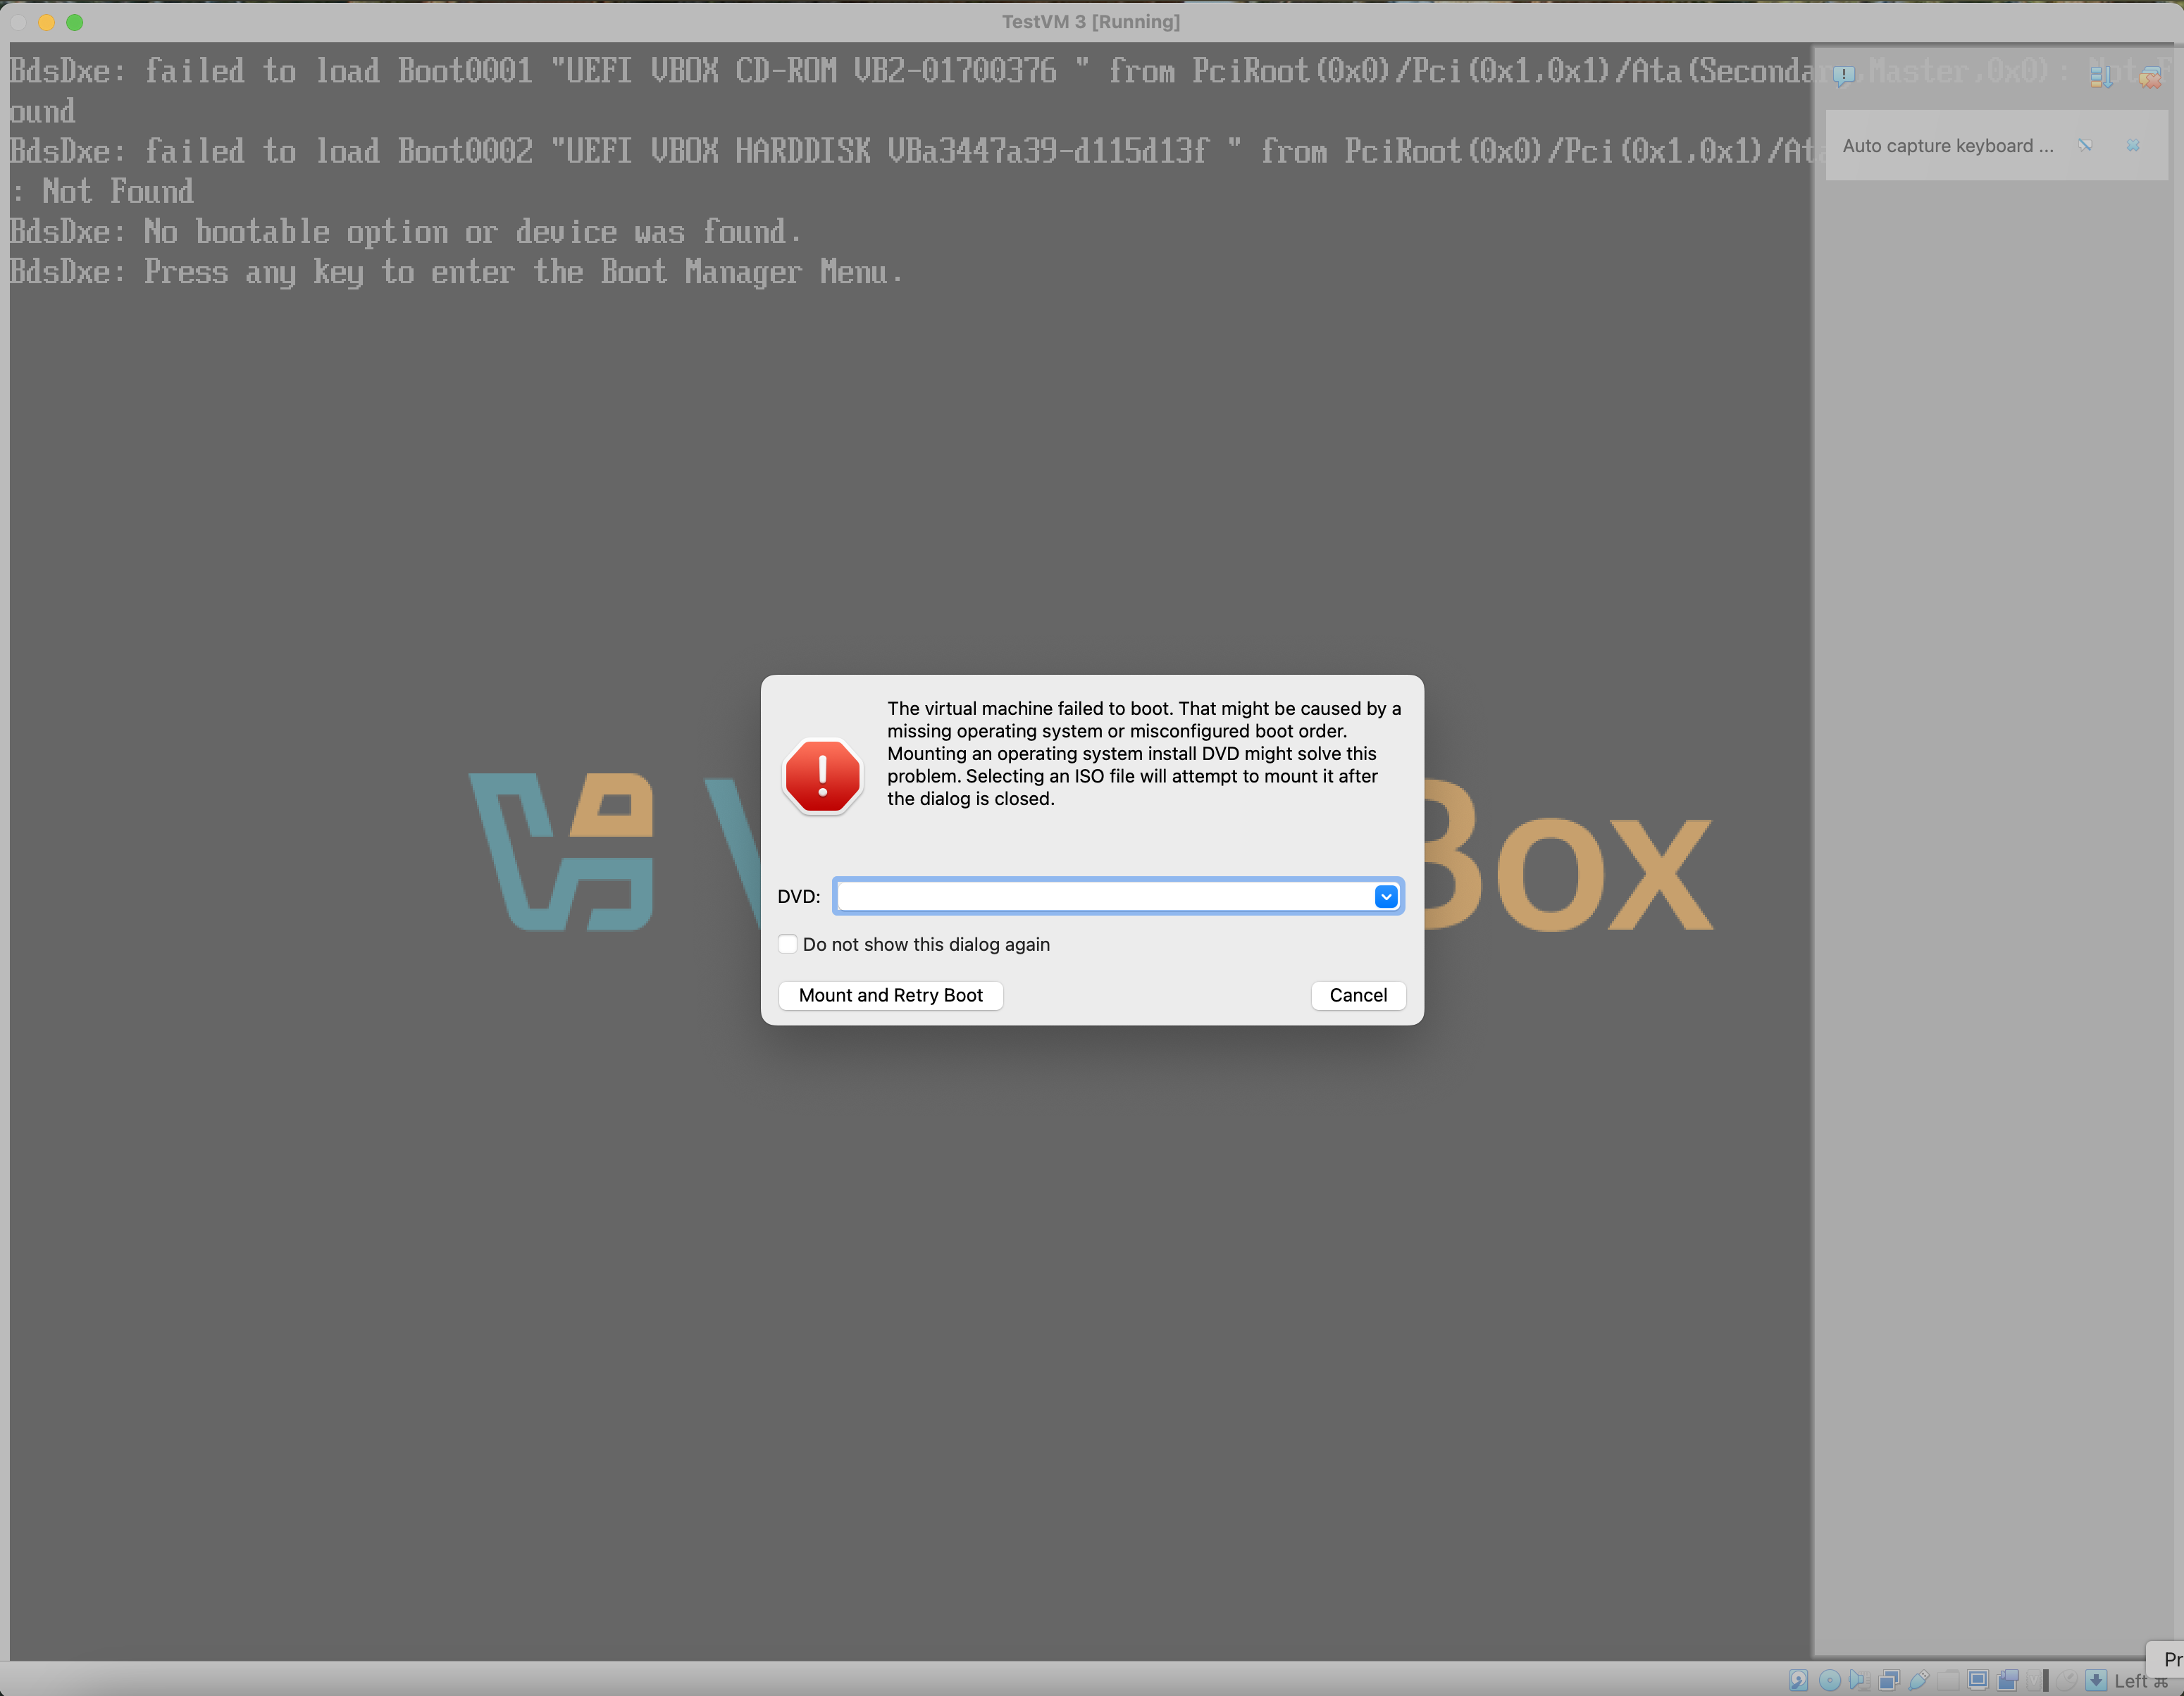 TestVM 3 [Running]
BdsDxe: failed to load Boot0001 "UEFI VBOX CD-ROM VB2-01700376 " from PciRoot(0x0)/Pci(0x1,0x1)/Ata(Secondary,Master,0x0): Not F
ound
BdsDxe: failed to load Boot0002 "UEFI VBOX HARDDISK VBa3447a39-d115d13f " from PciRoot(0x0)/Pci(0x1,0x1)/Ata
: Not Found
BdsDxe: No bootable option or device was found.
BdsDxe: Press any key to enter the Boot Manager Menu.
Auto capture keyboard ...
The virtual machine failed to boot. That might be caused by a
missing operating system or misconfigured boot order.
Mounting an operating system install DVD might solve this
problem. Selecting an ISO file will attempt to mount it after
the dialog is closed.
Box
DVD:
Do not show this dialog again
Mount and Retry Boot
Cancel
Pr
Left ⌘